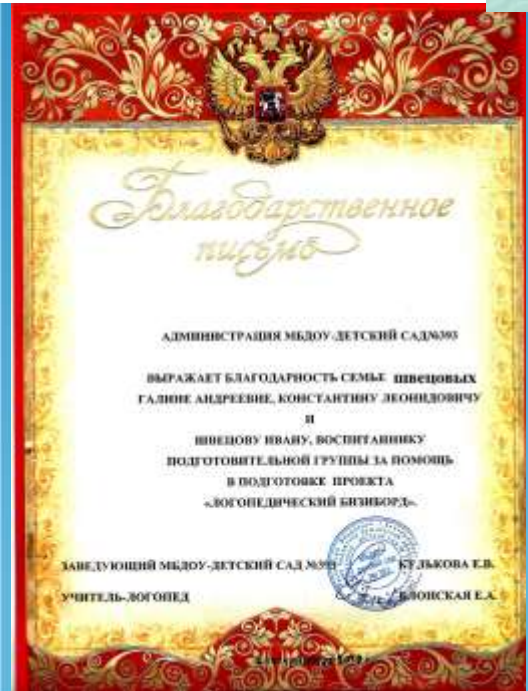 Благодарственное
письмо
АДМИНИСТРАЦИЯ МБДОУ-ДЕТСКИЙ САД№393
ВЫРАЖАЕТ БЛАГОДАРНОСТЬ СЕМЬЕ ШВЕЦОВЫХ
ГАЛИНЕ АНДРЕЕВНЕ, КОНСТАНТИНУ ЛЕОНИДОВИЧУ
И
ШВЕЦОВУ ИВАНУ, ВОСПИТАННИКУ
ПОДГОТОВИТЕЛЬНОЙ ГРУППЫ ЗА ПОМОЩЬ
В ПОДГОТОВКЕ ПРОЕКТА
«ЛОГОПЕДИЧЕСКИЙ БИЗИБОРД».
ЗАВЕДУЮЩИЙ МБДОУ-ДЕТСКИЙ САД №393 КУЛЬКОВА Е.В.
УЧИТЕЛЬ-ЛОГОПЕД БЛОНСКАЯ Е.А.